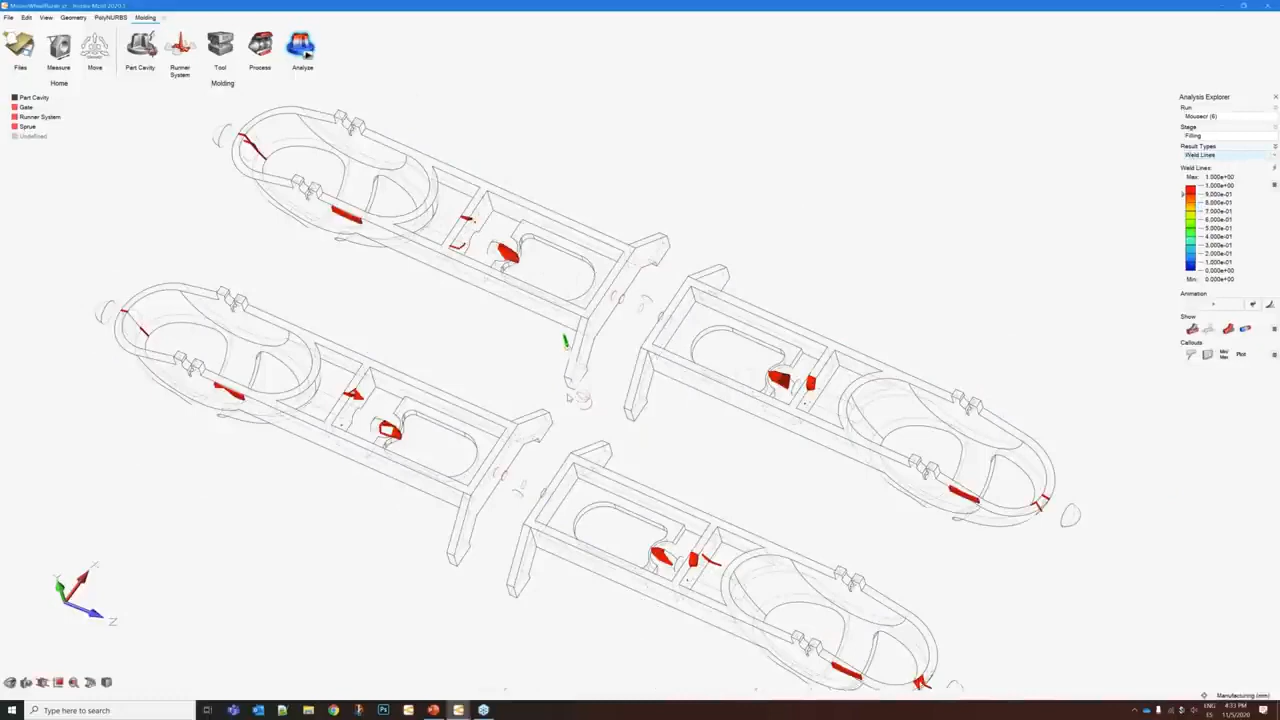 File Edit View Geometry PolyNURBS Molding
Files Measure Move Part Cavity Runner System Tool Process Analyze
Home Molding
Part Cavity
Gate
Runner System
Sprue
Undefined
Analysis Explorer
Run
Mousecr (6)
Stage
Filling
Result Types
Weld Lines
Weld Lines:
Max: 1.000e+00
1.000e+00
9.000e-01
8.000e-01
7.000e-01
6.000e-01
5.000e-01
4.000e-01
3.000e-01
2.000e-01
1.000e-01
0.000e+00
Min: 0.000e+00
Animation
Show
Callouts
Min/Max Plot
Y X Z
Manufacturing (mm)
Type here to search
ENG 4:33 PM
ES 11/5/2020